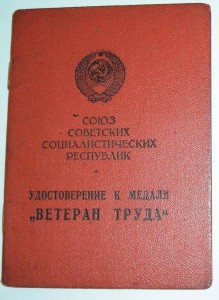 СОЮЗ
СОВЕТСКИХ
СОЦИАЛИСТИЧЕСКИХ
РЕСПУБЛИК
УДОСТОВЕРЕНИЕ К МЕДАЛИ
„ВЕТЕРАН ТРУДА“